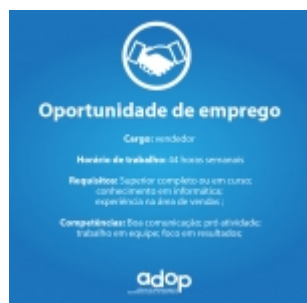 Oportunidade de emprego
Cargo: vendedor
Horário de trabalho: 44 horas semanais
Requisitos: Superior completo ou em curso;
conhecimento em informática;
experiência na área de vendas ;
Competências: Boa comunicação; pró atividade;
trabalho em equipe; foco em resultados;
adop